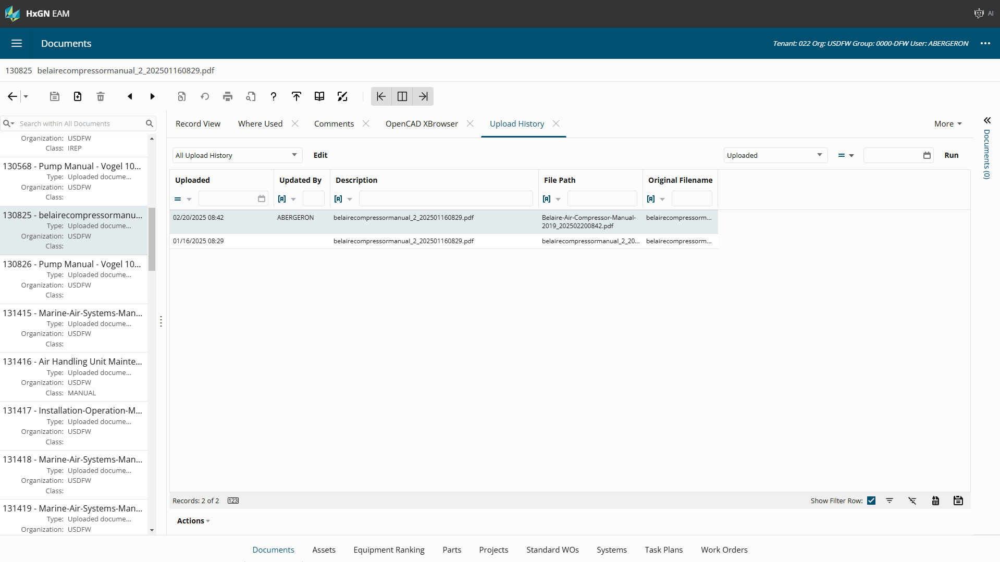 HxGN EAM
AI
Documents
Tenant: 022 Org: USDFW Group: 0000-DFW User: ABERGERON
130825 belairecompressormanual_2_202501160829.pdf
Search within All Documents
Organization: USDFW
Class: IREP
130568 - Pump Manual - Vogel 10...
Type: Uploaded docume...
Organization: USDFW
Class:
130825 - belairecompressormanu...
Type: Uploaded docume...
Organization: USDFW
Class:
130826 - Pump Manual - Vogel 10...
Type: Uploaded docume...
Organization: USDFW
Class:
131415 - Marine-Air-Systems-Man...
Type: Uploaded docume...
Organization: USDFW
Class:
131416 - Air Handling Unit Mainte...
Type: Uploaded docume...
Organization: USDFW
Class: MANUAL
131417 - Installation-Operation-M...
Type: Uploaded docume...
Organization: USDFW
Class:
131418 - Marine-Air-Systems-Man...
Type: Uploaded docume...
Organization: USDFW
Class:
131419 - Marine-Air-Systems-Man...
Type: Uploaded docume...
Organization: USDFW
Record View Where Used Comments OpenCAD XBrowser Upload History More
All Upload History Edit Uploaded = Run
Uploaded Updated By Description File Path Original Filename
= [A] [A] [A] [A]
02/20/2025 08:42 ABERGERON belairecompressormanual_2_202501160829.pdf Belaire-Air-Compressor-Manual- belairecompressorm...
2019_202502200842.pdf
01/16/2025 08:29 belairecompressormanual_2_202501160829.pdf belairecompressormanual_2_20... belairecompressorm...
Records: 2 of 2 123 Show Filter Row:
Actions
Documents (0)
Documents Assets Equipment Ranking Parts Projects Standard WOs Systems Task Plans Work Orders